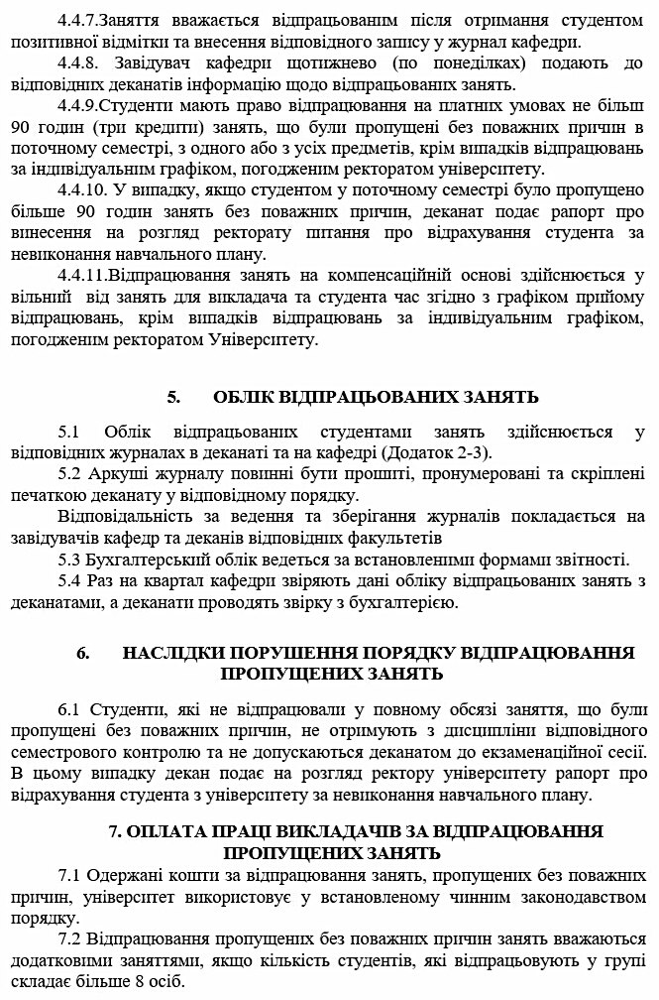 4.4.7.Заняття вважається відпрацьованим після отримання студентом
позитивної відмітки та внесення відповідного запису у журнал кафедри.
4.4.8. Завідувач кафедри щотижнево (по понеділках) подають до
відповідних деканатів інформацію щодо відпрацьованих занять.
4.4.9.Студенти мають право відпрацювання на платних умовах не більш
90 годин (три кредити) занять, що були пропущені без поважних причин в
поточному семестрі, з одного або з усіх предметів, крім випадків відпрацювань
за індивідуальним графіком, погодженим ректоратом університету.
4.4.10. У випадку, якщо студентом у поточному семестрі було пропущено
більше 90 годин занять без поважних причин, деканат подає рапорт про
винесення на розгляд ректорату питання про відрахування студента за
невиконання навчального плану.
4.4.11.Відпрацювання занять на компенсаційній основі здійснюється у
вільний від занять для викладача та студента час згідно з графіком прийому
відпрацювань, крім випадків відпрацювань за індивідуальним графіком,
погодженим ректоратом Університету.
5. ОБЛІК ВІДПРАЦЬОВАНИХ ЗАНЯТЬ
5.1 Облік відпрацьованих студентами занять здійснюється у
відповідних журналах в деканаті та на кафедрі (Додаток 2-3).
5.2 Аркуші журналу повинні бути прошиті, пронумеровані та скріплені
печаткою деканату у відповідному порядку.
Відповідальність за ведення та зберігання журналів покладається на
завідувачів кафедр та деканів відповідних факультетів
5.3 Бухгалтерський облік ведеться за встановленими формами звітності.
5.4 Раз на квартал кафедри звіряють дані обліку відпрацьованих занять з
деканатами, а деканати проводять звірку з бухгалтерією.
6. НАСЛІДКИ ПОРУШЕННЯ ПОРЯДКУ ВІДПРАЦЮВАННЯ
ПРОПУЩЕНИХ ЗАНЯТЬ
6.1 Студенти, які не відпрацювали у повному обсязі заняття, що були
пропущені без поважних причин, не отримують з дисципліни відповідного
семестрового контролю та не допускаються деканатом до екзаменаційної сесії.
В цьому випадку декан подає на розгляд ректору університету рапорт про
відрахування студента з університету за невиконання навчального плану.
7. ОПЛАТА ПРАЦІ ВИКЛАДАЧІВ ЗА ВІДПРАЦЮВАННЯ
ПРОПУЩЕНИХ ЗАНЯТЬ
7.1 Одержані кошти за відпрацювання занять, пропущених без поважних
причин, університет використовує у встановленому чинним законодавством
порядку.
7.2 Відпрацювання пропущених без поважних причин занять вважаються
додатковими заняттями, якщо кількість студентів, які відпрацьовують у групі
складає більше 8 осіб.